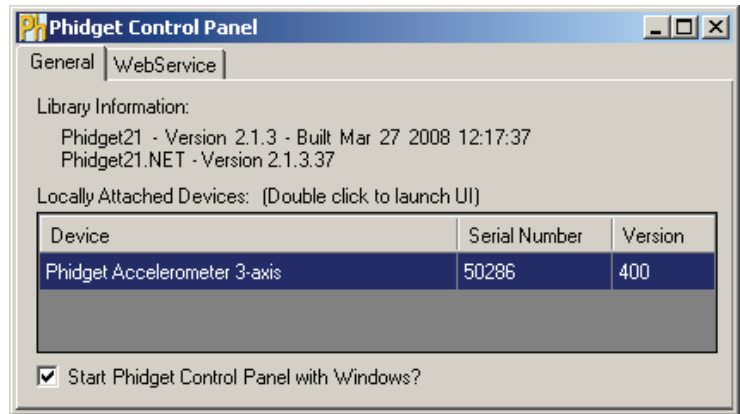 Ph Phidget Control Panel
General WebService
Library Information:
Phidget21 - Version 2.1.3 - Built Mar 27 2008 12:17:37
Phidget21.NET - Version 2.1.3.37
Locally Attached Devices: (Double click to launch UI)
Device Serial Number Version
Phidget Accelerometer 3-axis 50286 400
Start Phidget Control Panel with Windows?